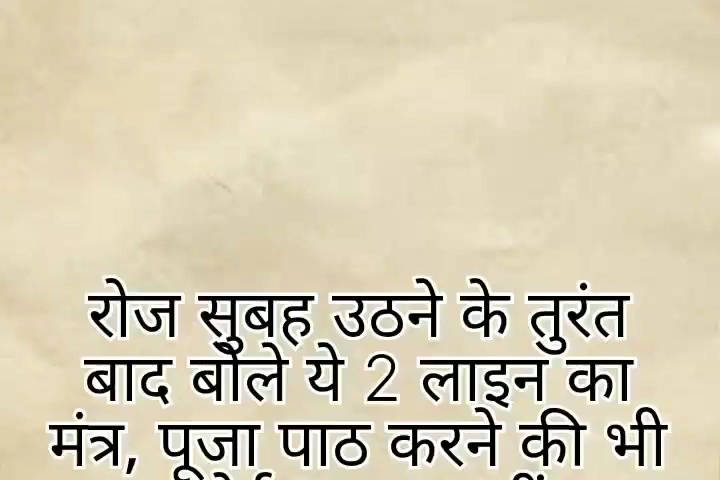 रोज सुबह उठने के तुरंत
बाद बोले ये 2 लाइन का
मंत्र, पूजा पाठ करने की भी